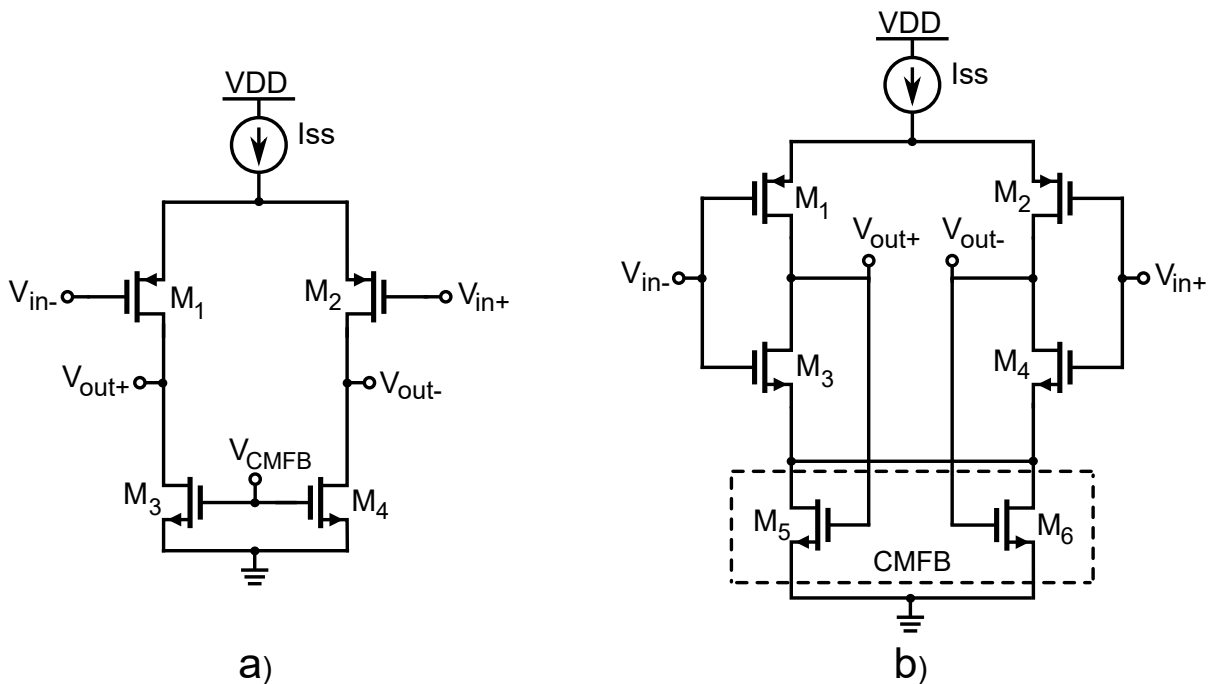 VDD
Iss
M1
M2
Vin-
Vin+
Vout+
Vout-
VCMFB
M3
M4
a)
VDD
Iss
M1
M2
Vout+
Vout-
Vin-
Vin+
M3
M4
M5
M6
CMFB
b)